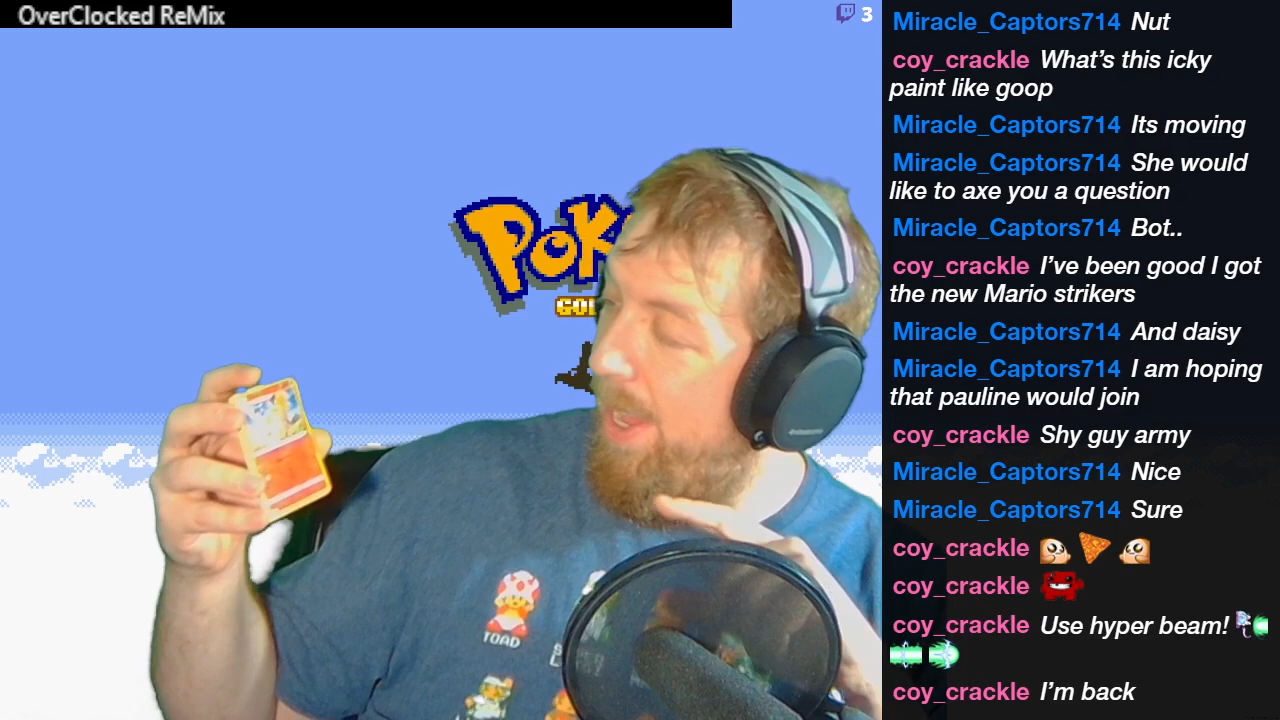 OverClocked ReMix
3
POK
GOL
TOAD
Miracle_Captors714 Nut
coy_crackle What's this icky
paint like goop
Miracle_Captors714 Its moving
Miracle_Captors714 She would
like to axe you a question
Miracle_Captors714 Bot..
coy_crackle I've been good I got
the new Mario strikers
Miracle_Captors714 And daisy
Miracle_Captors714 I am hoping
that pauline would join
coy_crackle Shy guy army
Miracle_Captors714 Nice
Miracle_Captors714 Sure
coy_crackle
coy_crackle
coy_crackle Use hyper beam!
coy_crackle I'm back